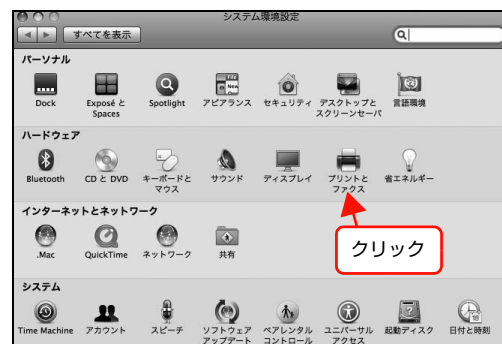 システム環境設定
すべてを表示
パーソナル
Dock
Exposé と
Spaces
Spotlight
アピアランス
セキュリティ
デスクトップと
スクリーンセーバ
言語環境
ハードウェア
Bluetooth
CD と DVD
キーボードと
マウス
サウンド
ディスプレイ
プリントと
ファクス
省エネルギー
インターネットとネットワーク
.Mac
QuickTime
ネットワーク
共有
クリック
システム
Time Machine
アカウント
スピーチ
ソフトウェア
アップデート
ペアレンタル
コントロール
ユニバーサル
アクセス
起動ディスク
日付と時刻